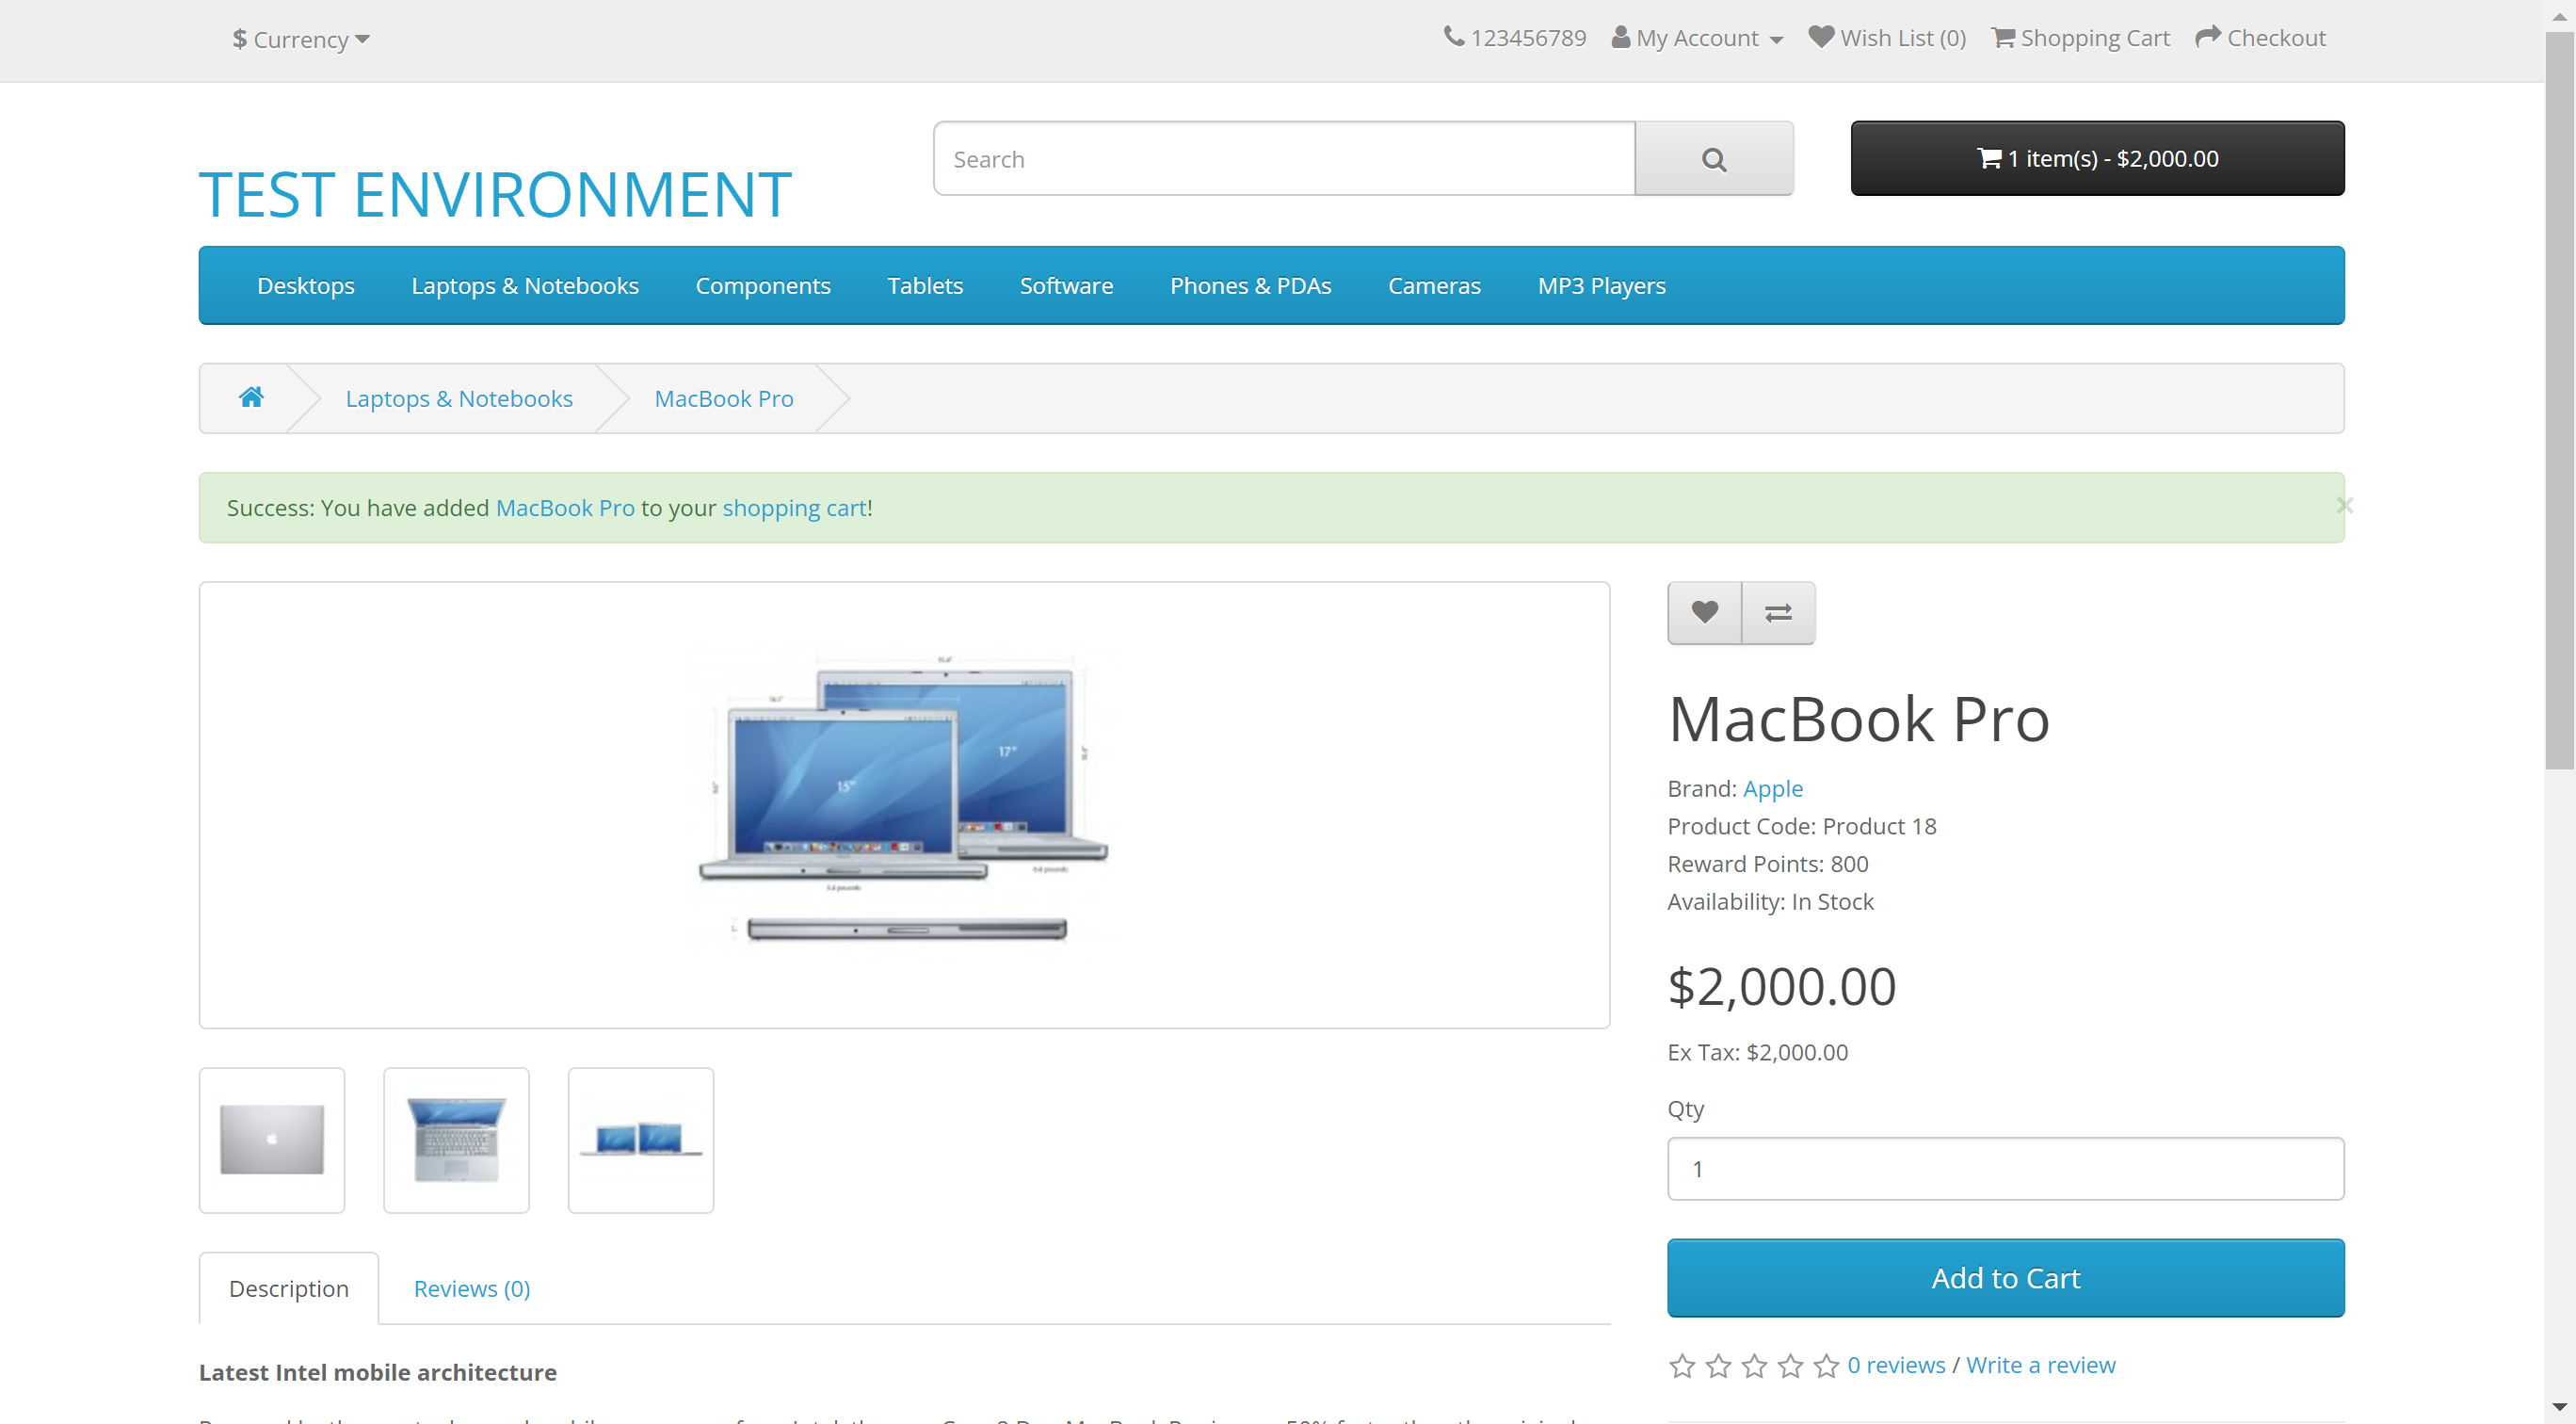 $ Currency
123456789 My Account Wish List (0) Shopping Cart Checkout
TEST ENVIRONMENT
Search
1 item(s) - $2,000.00
Desktops Laptops & Notebooks Components Tablets Software Phones & PDAs Cameras MP3 Players
Laptops & Notebooks MacBook Pro
Success: You have added MacBook Pro to your shopping cart!
×
17"
15"
MacBook Pro
Brand: Apple
Product Code: Product 18
Reward Points: 800
Availability: In Stock
$2,000.00
Ex Tax: $2,000.00
Qty
1
Add to Cart
0 reviews / Write a review
Description Reviews (0)
Latest Intel mobile architecture